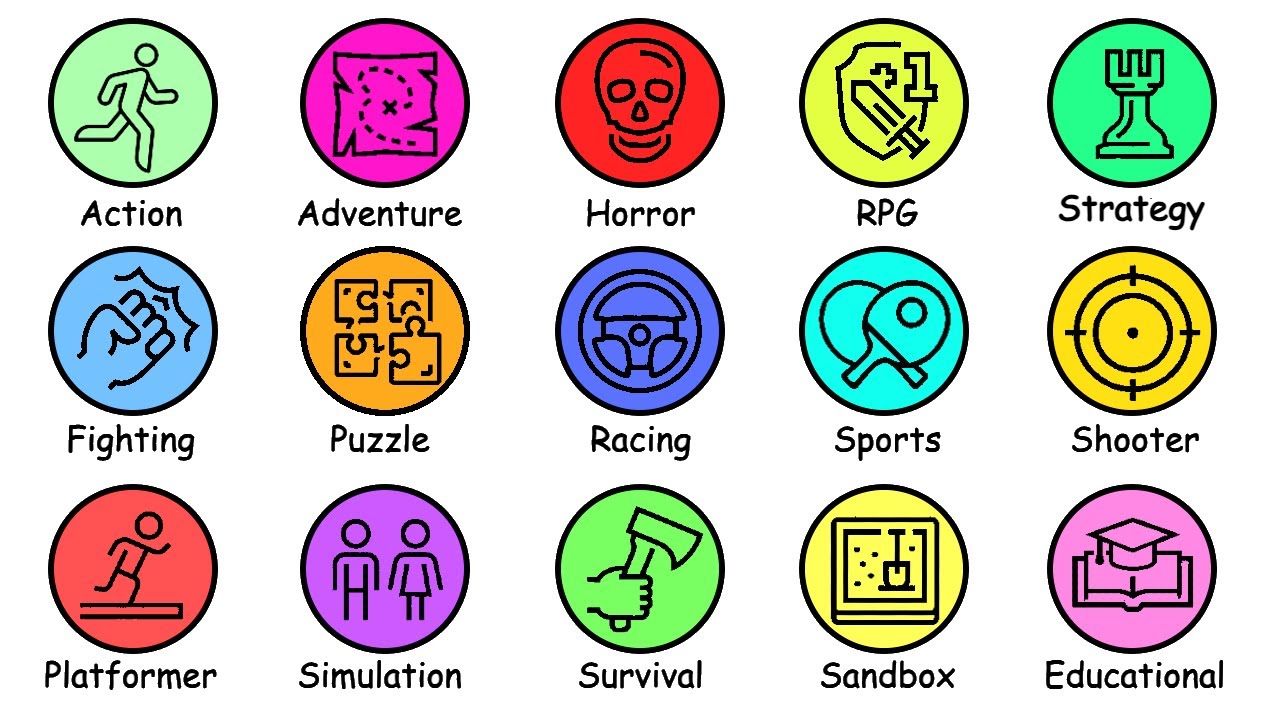 Action
Adventure
Horror
RPG
Strategy
Fighting
Puzzle
Racing
Sports
Shooter
Platformer
Simulation
Survival
Sandbox
Educational